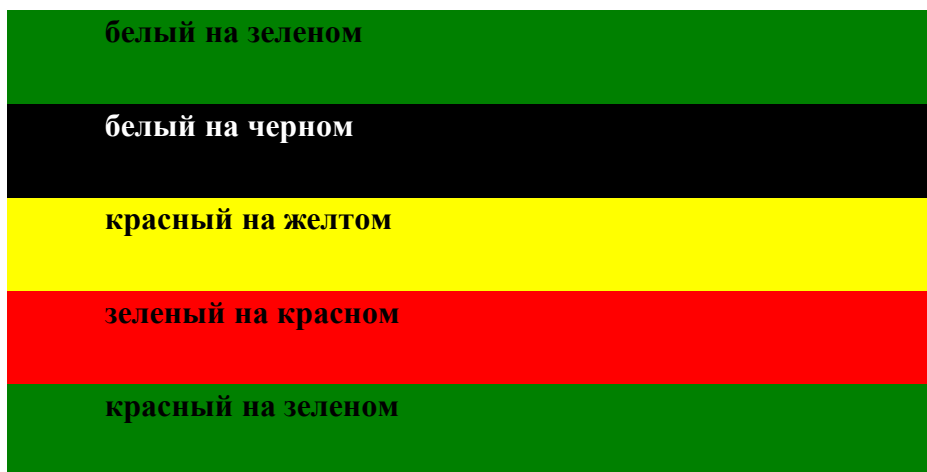 белый на зеленом
белый на черном
красный на желтом
зеленый на красном
красный на зеленом